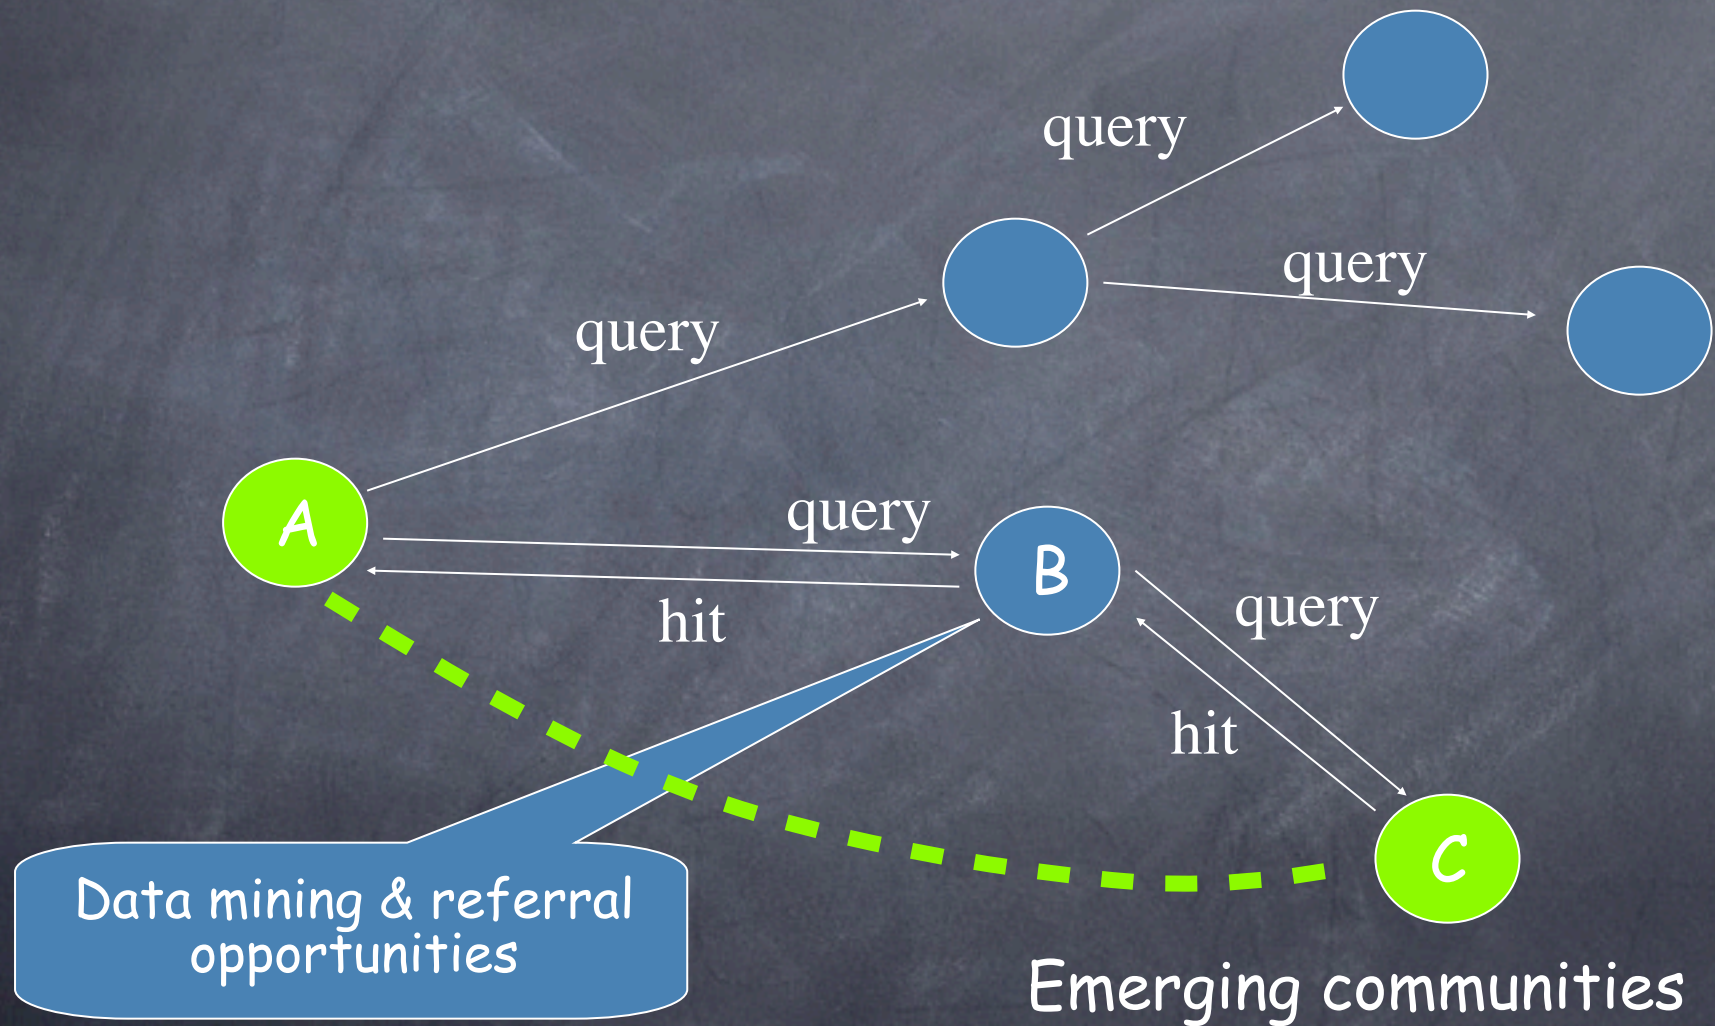 query
query
query
A
query
B
hit
query
hit
C
Data mining & referral
opportunities
Emerging communities